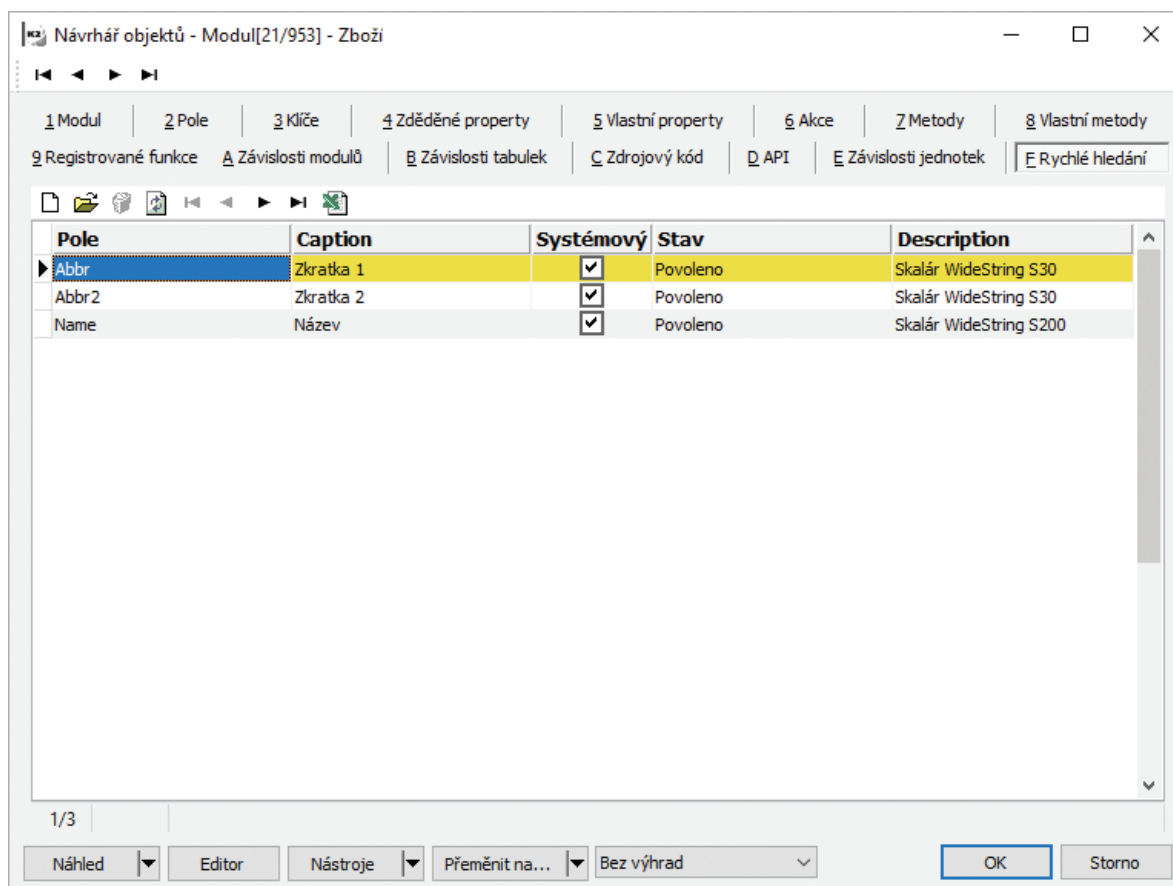 K2 Návrhář objektů - Modul[21/953] - Zboží
1 Modul 2 Pole 3 Klíče 4 Zděděné property 5 Vlastní property 6 Akce 7 Metody 8 Vlastní metody
9 Registrované funkce A Závislosti modulů B Závislosti tabulek C Zdrojový kód D API E Závislosti jednotek F Rychlé hledání
Pole Caption Systémový Stav Description
Abbr Zkratka 1 Povoleno Skalár WideString S30
Abbr2 Zkratka 2 Povoleno Skalár WideString S30
Name Název Povoleno Skalár WideString S200
1/3
Náhled Editor Nástroje Přeměnit na... Bez výhrad OK Storno